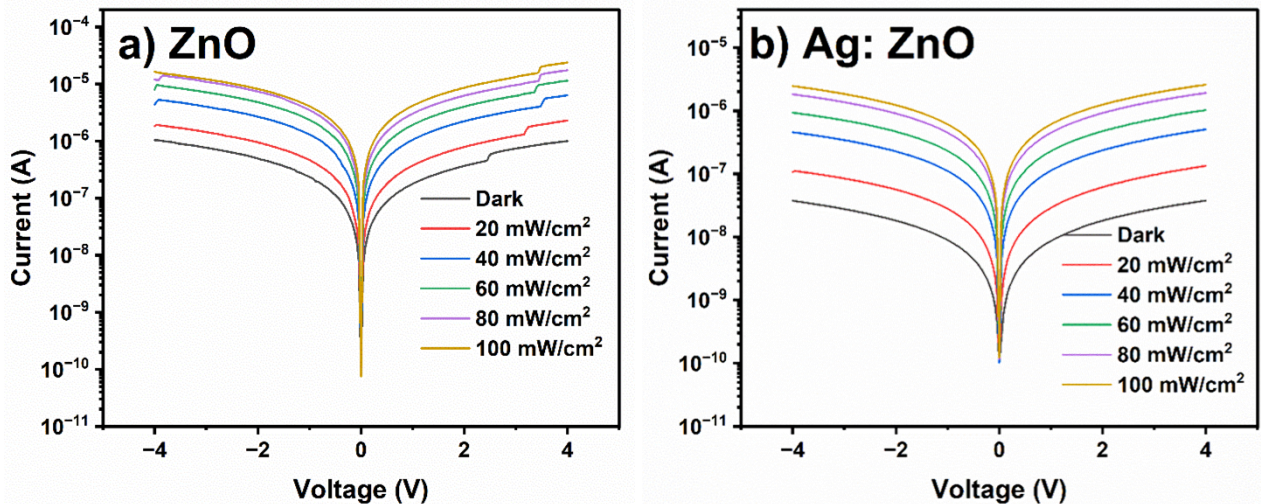 a) ZnO
10⁻⁴
10⁻⁵
10⁻⁶
10⁻⁷
10⁻⁸
10⁻⁹
10⁻¹⁰
10⁻¹¹
Current (A)
Dark
20 mW/cm²
40 mW/cm²
60 mW/cm²
80 mW/cm²
100 mW/cm²
−4 −2 0 2 4
Voltage (V)
b) Ag: ZnO
10⁻⁵
10⁻⁶
10⁻⁷
10⁻⁸
10⁻⁹
10⁻¹⁰
10⁻¹¹
Current (A)
Dark
20 mW/cm²
40 mW/cm²
60 mW/cm²
80 mW/cm²
100 mW/cm²
−4 −2 0 2 4
Voltage (V)